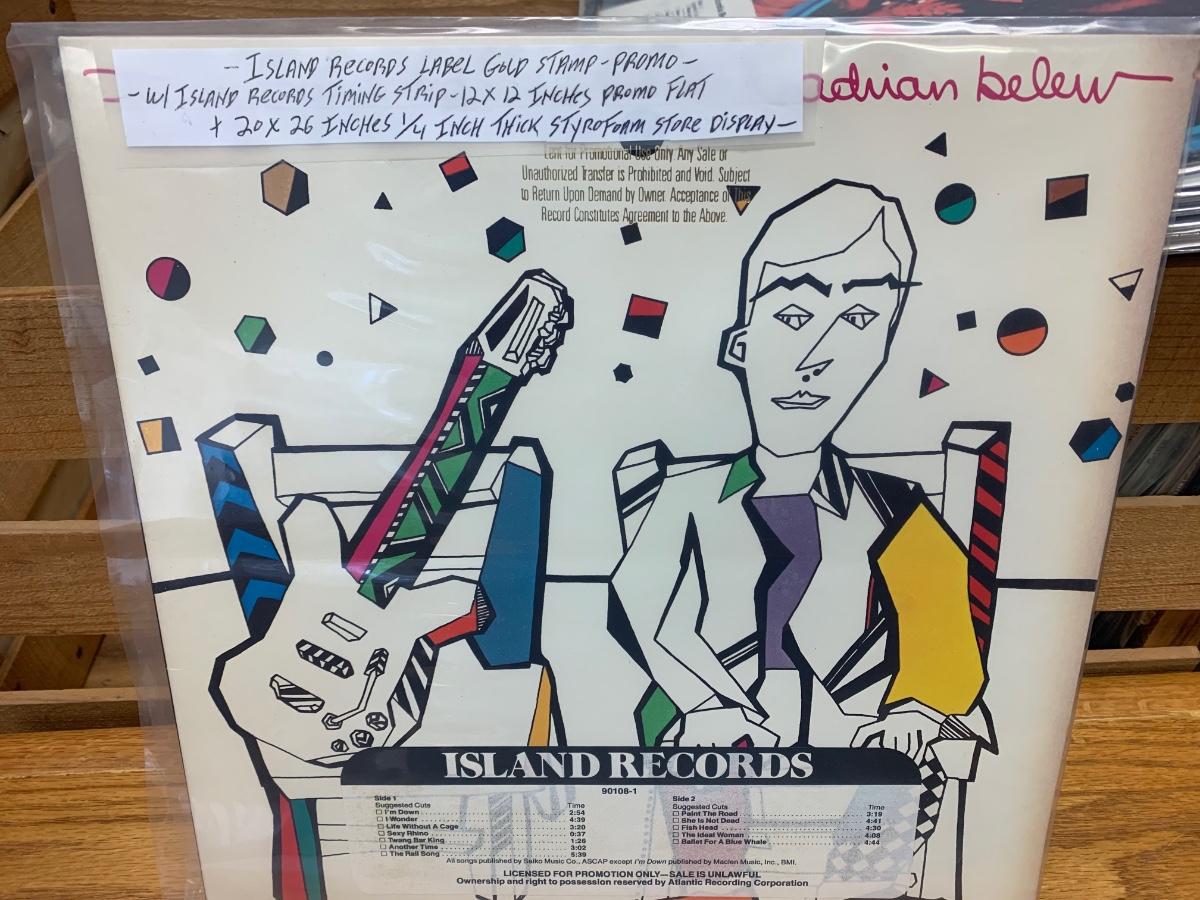 - ISLAND RECORDS LABEL GOLD STAMP - PROMO -
- W/ ISLAND RECORDS TIMING STRIP - 12 X 12 INCHES PROMO FLAT
+ 20 X 26 INCHES 1/4 INCH THICK STYROFOAM STORE DISPLAY -
adrian belew
Lent for Promotional Use Only. Any Sale or
Unauthorized Transfer is Prohibited and Void. Subject
to Return Upon Demand by Owner. Acceptance of This
Record Constitutes Agreement to the Above.
ISLAND RECORDS
90108-1
Side 1
Suggested Cuts Time
I'm Down 2:54
I Wonder 4:39
Life Without A Cage 3:20
Sexy Rhino 0:37
Twang Bar King 1:26
Another Time 3:02
The Rail Song 5:39
Side 2
Suggested Cuts Time
Paint The Road 3:19
She Is Not Dead 4:41
Fish Head 4:30
The Ideal Woman 4:08
Ballet For A Blue Whale 4:44
All songs published by Saiko Music Co., ASCAP except I'm Down published by Maclen Music, Inc., BMI.
LICENSED FOR PROMOTION ONLY—SALE IS UNLAWFUL
Ownership and right to possession reserved by Atlantic Recording Corporation